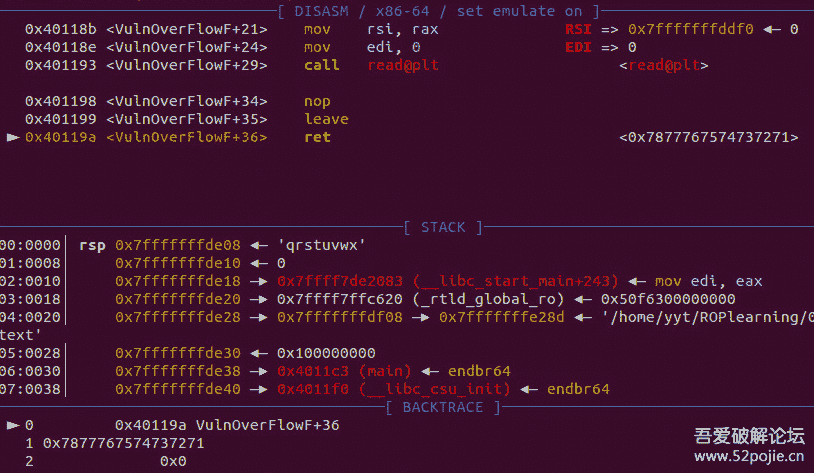 [ DISASM / x86-64 / set emulate on ]
0x40118b <VulnOverFlowF+21> mov rsi, rax RSI => 0x7fffffffddf0 ◂— 0
0x40118e <VulnOverFlowF+24> mov edi, 0 EDI => 0
0x401193 <VulnOverFlowF+29> call read@plt <read@plt>
0x401198 <VulnOverFlowF+34> nop
0x401199 <VulnOverFlowF+35> leave
► 0x40119a <VulnOverFlowF+36> ret <0x7877767574737271>
[ STACK ]
00:0000│ rsp 0x7fffffffde08 ◂— 'qrstuvwx'
01:0008│ 0x7fffffffde10 ◂— 0
02:0010│ 0x7fffffffde18 —▸ 0x7ffff7de2083 (__libc_start_main+243) ◂— mov edi, eax
03:0018│ 0x7fffffffde20 —▸ 0x7ffff7ffc620 (_rtld_global_ro) ◂— 0x50f6300000000
04:0020│ 0x7fffffffde28 —▸ 0x7fffffffdf08 —▸ 0x7fffffffe28d ◂— '/home/yyt/ROPlearning/0
text'
05:0028│ 0x7fffffffde30 ◂— 0x100000000
06:0030│ 0x7fffffffde38 —▸ 0x4011c3 (main) ◂— endbr64
07:0038│ 0x7fffffffde40 —▸ 0x4011f0 (__libc_csu_init) ◂— endbr64
[ BACKTRACE ]
► 0 0x40119a VulnOverFlowF+36
1 0x7877767574737271
2 0x0
吾爱破解论坛
www.52pojie.cn